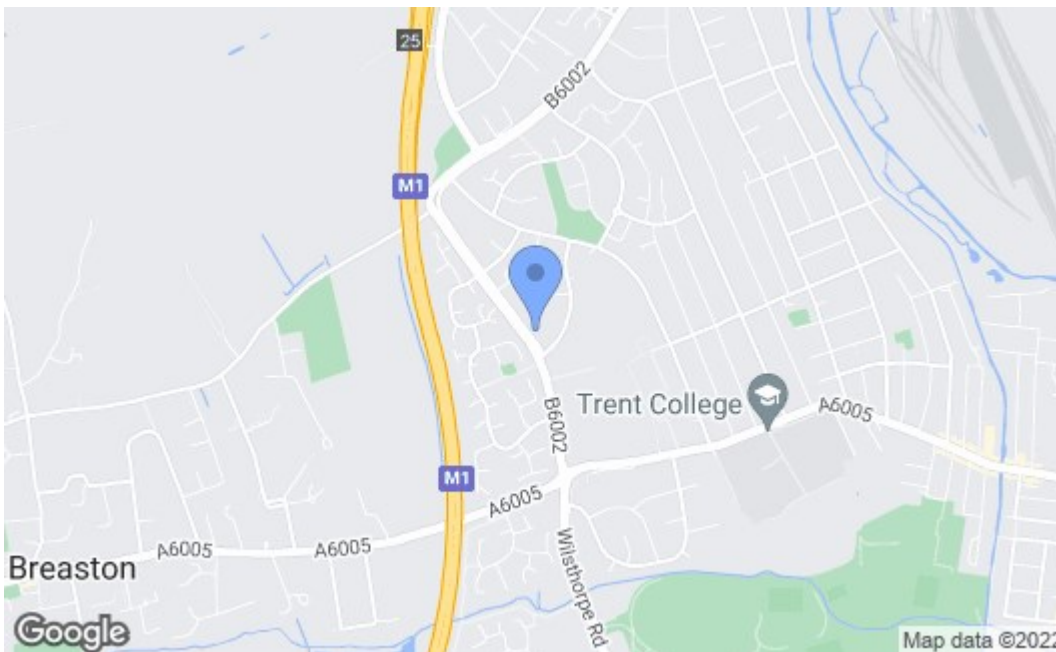 25
B6002
M1
Trent College
A6005
B6002
M1
A6005
A6005
A6005
Breaston
Wilsthorpe Rd
Google
Map data ©2022